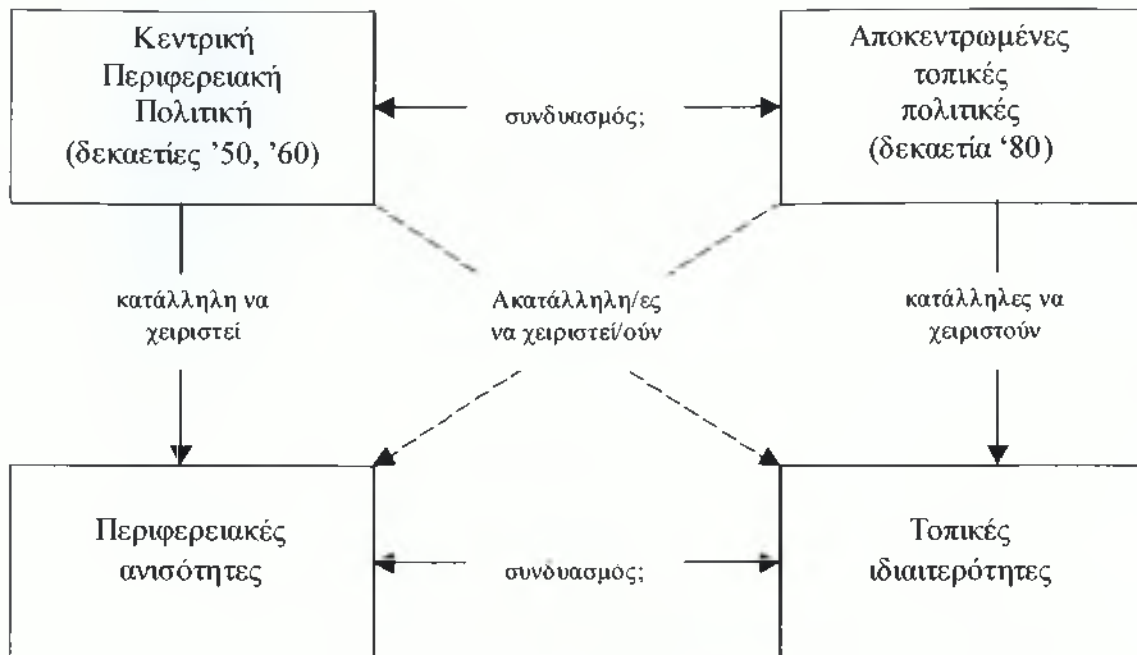 Κεντρική
Περιφερειακή
Πολιτική
(δεκαετίες ’50, ’60)
συνδυασμός;
Αποκεντρωμένες
τοπικές
πολιτικές
(δεκαετία ‘80)
κατάλληλη να
χειριστεί
Ακατάλληλη/ες
να χειριστεί/ούν
κατάλληλες να
χειριστούν
Περιφερειακές
ανισότητες
συνδυασμός;
Τοπικές
ιδιαιτερότητες